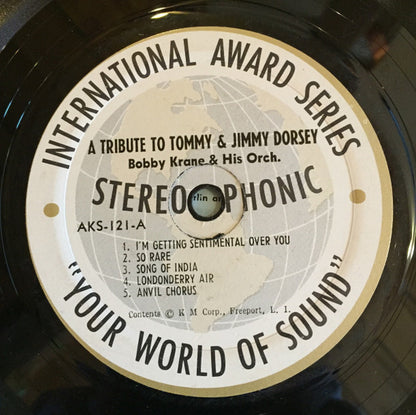 INTERNATIONAL AWARD SERIES
A TRIBUTE TO TOMMY & JIMMY DORSEY
Bobby Krane & His Orch.
STEREO PHONIC
AKS-121-A
1. I'M GETTING SENTIMENTAL OVER YOU
2. SO RARE
3. SONG OF INDIA
4. LONDONDERRY AIR
5. ANVIL CHORUS
Contents © K M Corp., Freeport, L. I.
"YOUR WORLD OF SOUND"